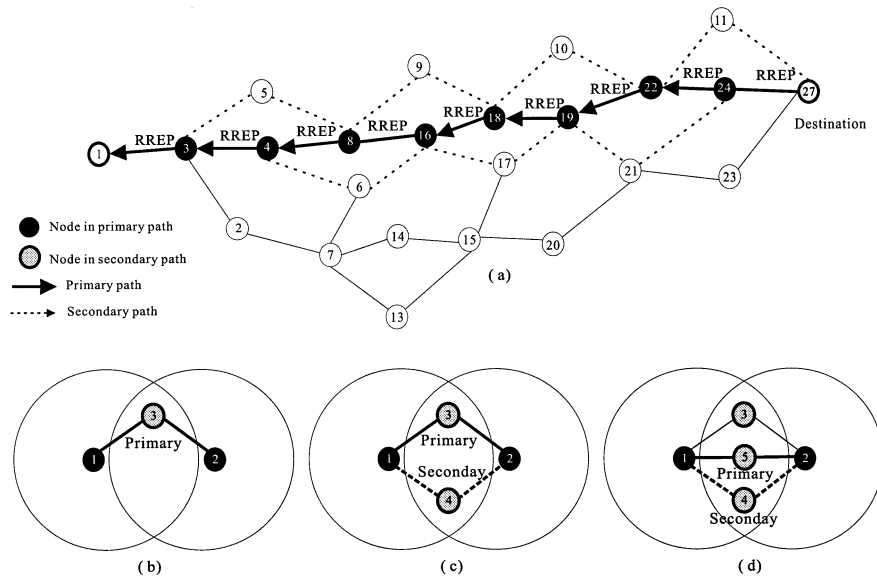 11
10
9
RREP
RREP
5
22
24
27
RREP
RREP
18
19
Destination
RREP
RREP
RREP
RREP
8
16
1
3
4
17
21
23
6
Node in primary path
2
14
15
20
7
Node in secondary path
( a )
Primary path
Secondary path
13
3
3
3
Primary
Primary
1
2
1
2
1
5
2
Seconday
Primary
4
4
Seconday
( b )
( c )
( d )